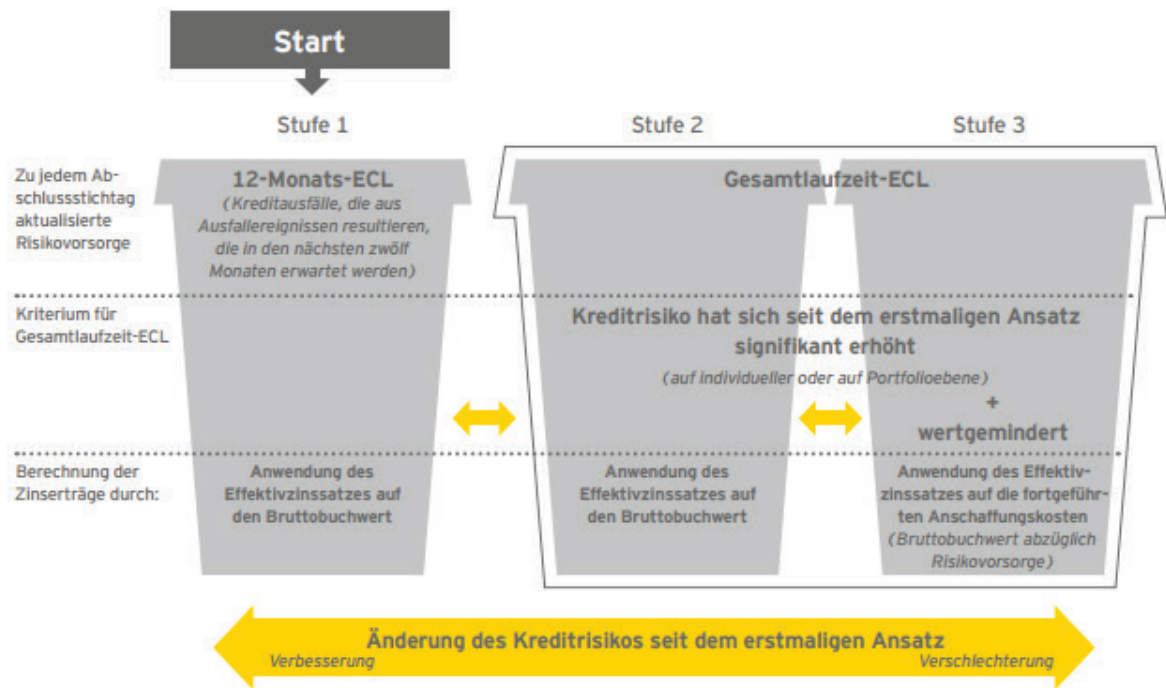 Start
Stufe 1
Stufe 2
Stufe 3
Zu jedem Ab-
schlussstichtag
aktualisierte
Risikovorsorge
12-Monats-ECL
(Kreditausfälle, die aus
Ausfallereignissen resultieren,
die in den nächsten zwölf
Monaten erwartet werden)
Gesamtlaufzeit-ECL
Kriterium für
Gesamtlaufzeit-ECL
Kreditrisiko hat sich seit dem erstmaligen Ansatz
signifikant erhöht
(auf individueller oder auf Portfolioebene)
+
wertgemindert
Berechnung der
Zinserträge durch:
Anwendung des
Effektivzinssatzes auf
den Bruttobuchwert
Anwendung des
Effektivzinssatzes auf
den Bruttobuchwert
Anwendung des Effektiv-
zinssatzes auf die fortgeführ-
ten Anschaffungskosten
(Bruttobuchwert abzüglich
Risikovorsorge)
Änderung des Kreditrisikos seit dem erstmaligen Ansatz
Verbesserung
Verschlechterung